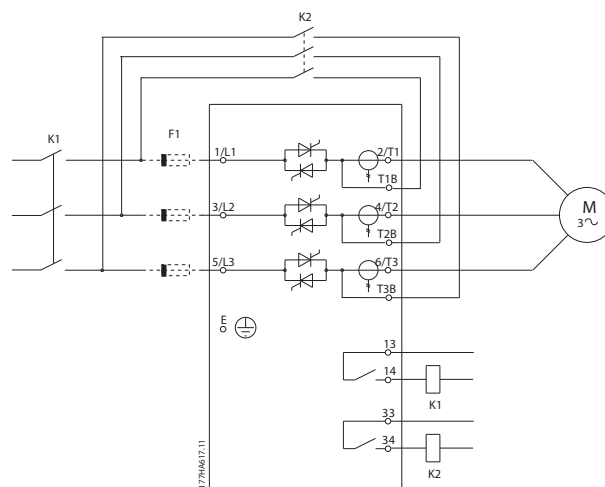 K2
K1
F1
1/L1
2/T1
T1B
3/L2
4/T2
T2B
M
3~
5/L3
6/T3
T3B
E
13
14
K1
33
34
K2
177HA617.11